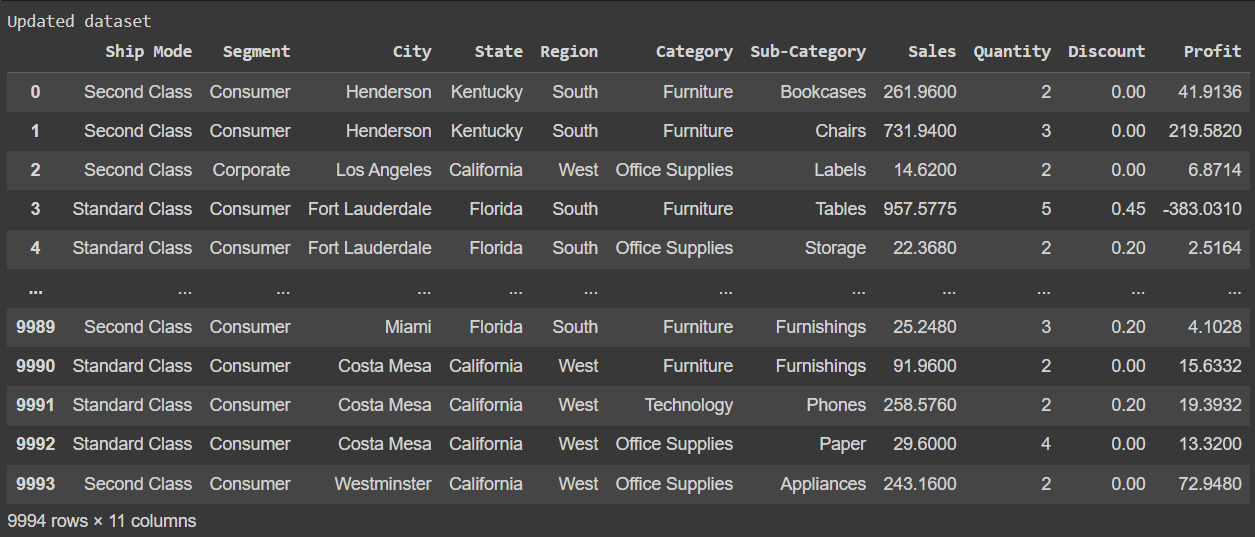 Updated dataset
Ship Mode Segment City State Region Category Sub-Category Sales Quantity Discount Profit
0 Second Class Consumer Henderson Kentucky South Furniture Bookcases 261.9600 2 0.00 41.9136
1 Second Class Consumer Henderson Kentucky South Furniture Chairs 731.9400 3 0.00 219.5820
2 Second Class Corporate Los Angeles California West Office Supplies Labels 14.6200 2 0.00 6.8714
3 Standard Class Consumer Fort Lauderdale Florida South Furniture Tables 957.5775 5 0.45 -383.0310
4 Standard Class Consumer Fort Lauderdale Florida South Office Supplies Storage 22.3680 2 0.20 2.5164
... ... ... ... ... ... ... ... ... ... ... ...
9989 Second Class Consumer Miami Florida South Furniture Furnishings 25.2480 3 0.20 4.1028
9990 Standard Class Consumer Costa Mesa California West Furniture Furnishings 91.9600 2 0.00 15.6332
9991 Standard Class Consumer Costa Mesa California West Technology Phones 258.5760 2 0.20 19.3932
9992 Standard Class Consumer Costa Mesa California West Office Supplies Paper 29.6000 4 0.00 13.3200
9993 Second Class Consumer Westminster California West Office Supplies Appliances 243.1600 2 0.00 72.9480
9994 rows × 11 columns